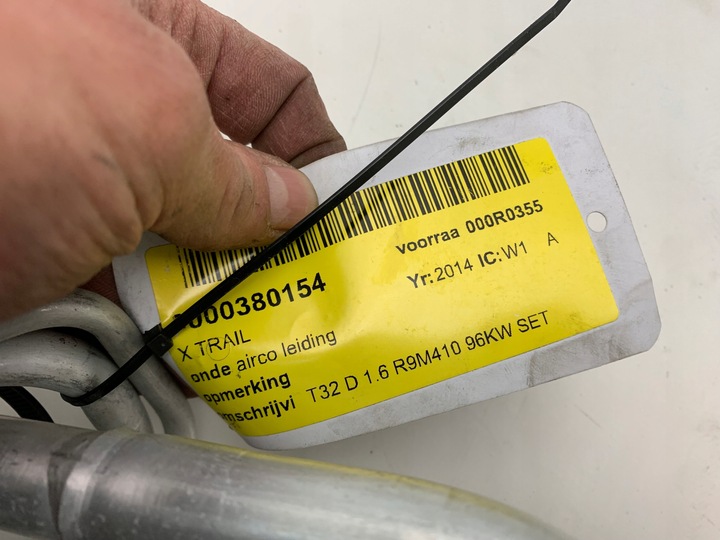 000380154
voorraa 000R0355
X TRAIL
Yr: 2014 IC: W1 A
onde airco leiding
opmerking
mschrijvi T32 D 1.6 R9M410 96KW SET